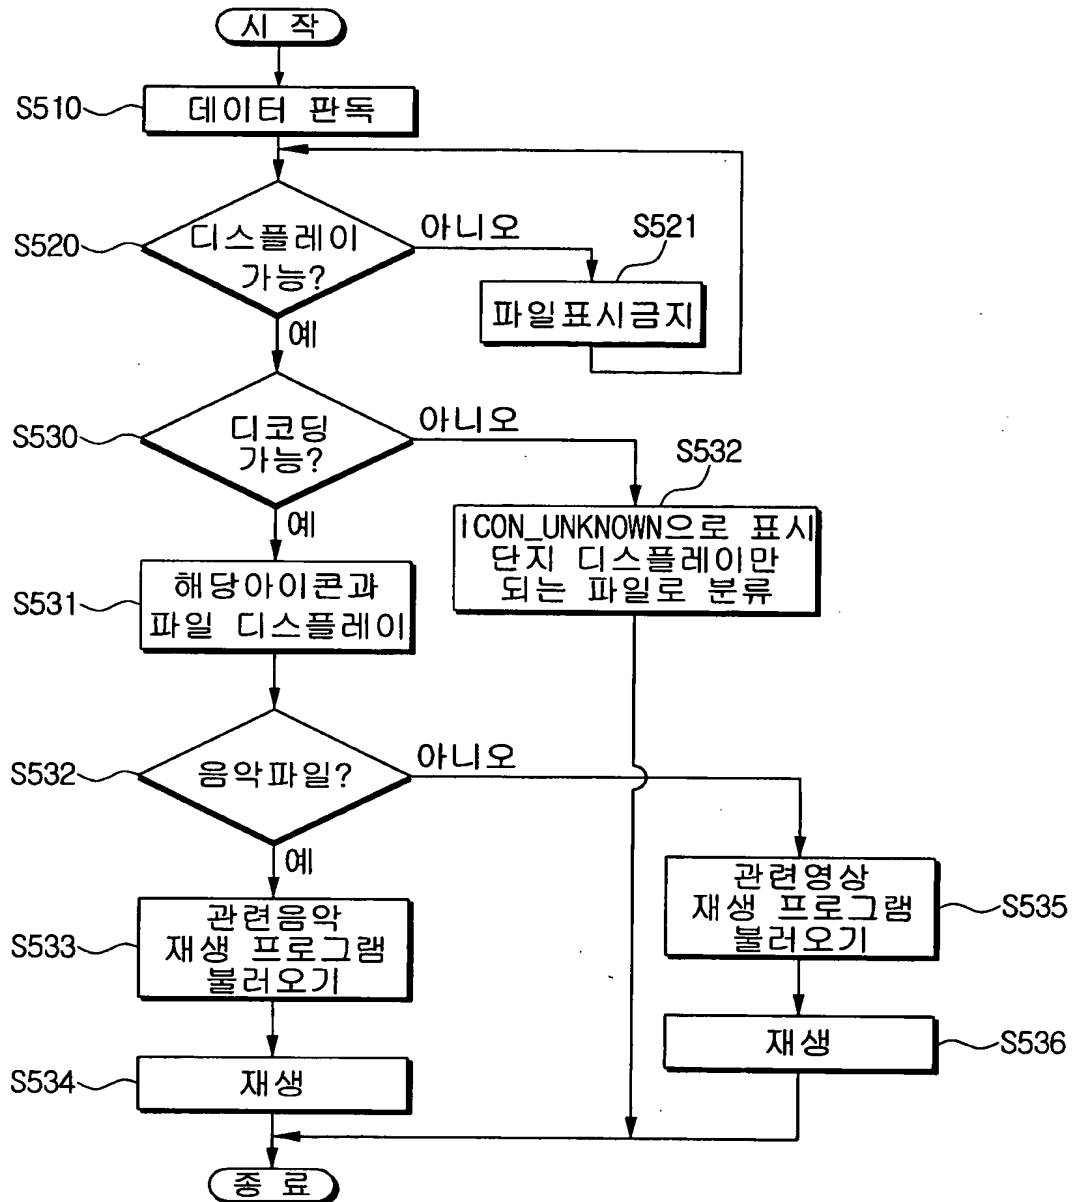 시 작
S510
데이터 판독
S520
디스플레이
가능?
아니오
S521
파일표시금지
예
S530
디코딩
가능?
아니오
S532
ICON_UNKNOWN으로 표시
단지 디스플레이만
되는 파일로 분류
예
S531
해당아이콘과
파일 디스플레이
S532
음악파일?
아니오
예
S533
관련음악
재생 프로그램
불러오기
관련영상
재생 프로그램
불러오기
S535
S534
재생
재생
S536
종 료